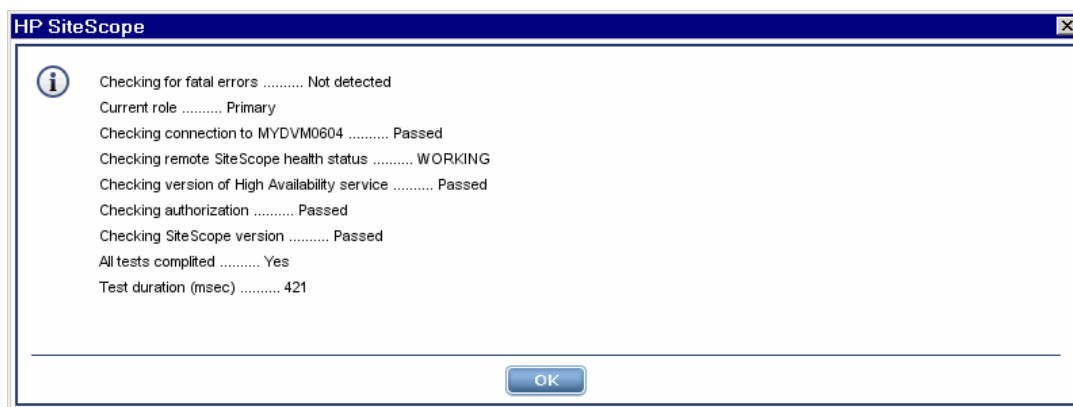 HP SiteScope
Checking for fatal errors .......... Not detected
Current role .......... Primary
Checking connection to MYDVM0604 .......... Passed
Checking remote SiteScope health status .......... WORKING
Checking version of High Availability service .......... Passed
Checking authorization .......... Passed
Checking SiteScope version .......... Passed
All tests complited .......... Yes
Test duration (msec) .......... 421
OK